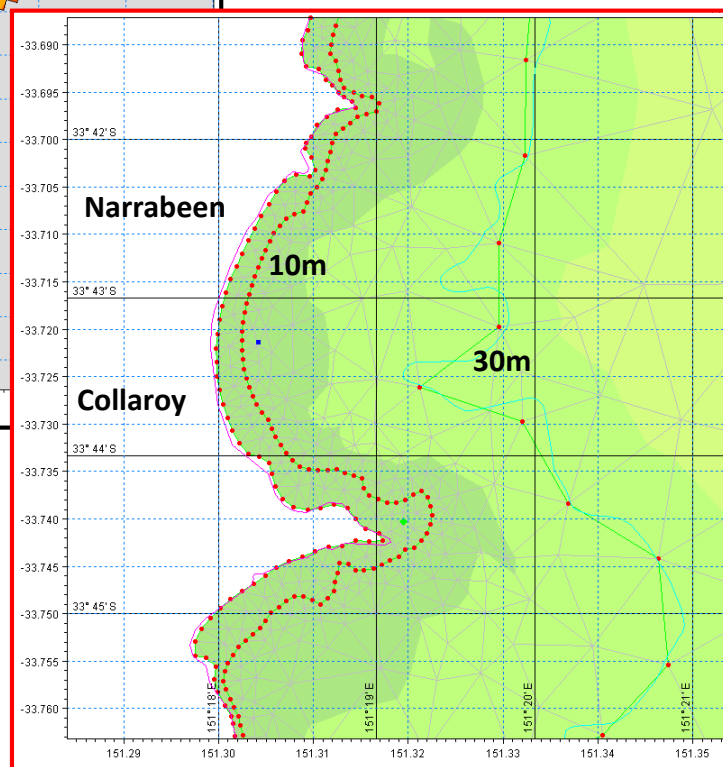 -33.690
-33.695
-33.700
33° 42' S
-33.705
Narrabeen
-33.710
10m
-33.715
33° 43' S
-33.720
30m
-33.725
Collaroy
-33.730
33° 44' S
-33.735
-33.740
-33.745
-33.750
33° 45' S
-33.755
-33.760
151° 18' E
151° 19' E
151° 20' E
151° 21' E
151.29
151.30
151.31
151.32
151.33
151.34
151.35